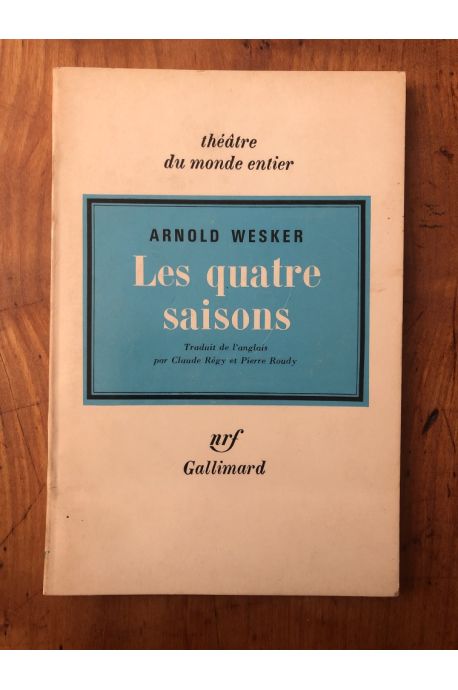 théâtre
du monde entier
ARNOLD WESKER
Les quatre
saisons
Traduit de l'anglais
par Claude Régy et Pierre Roudy
nrf
Gallimard